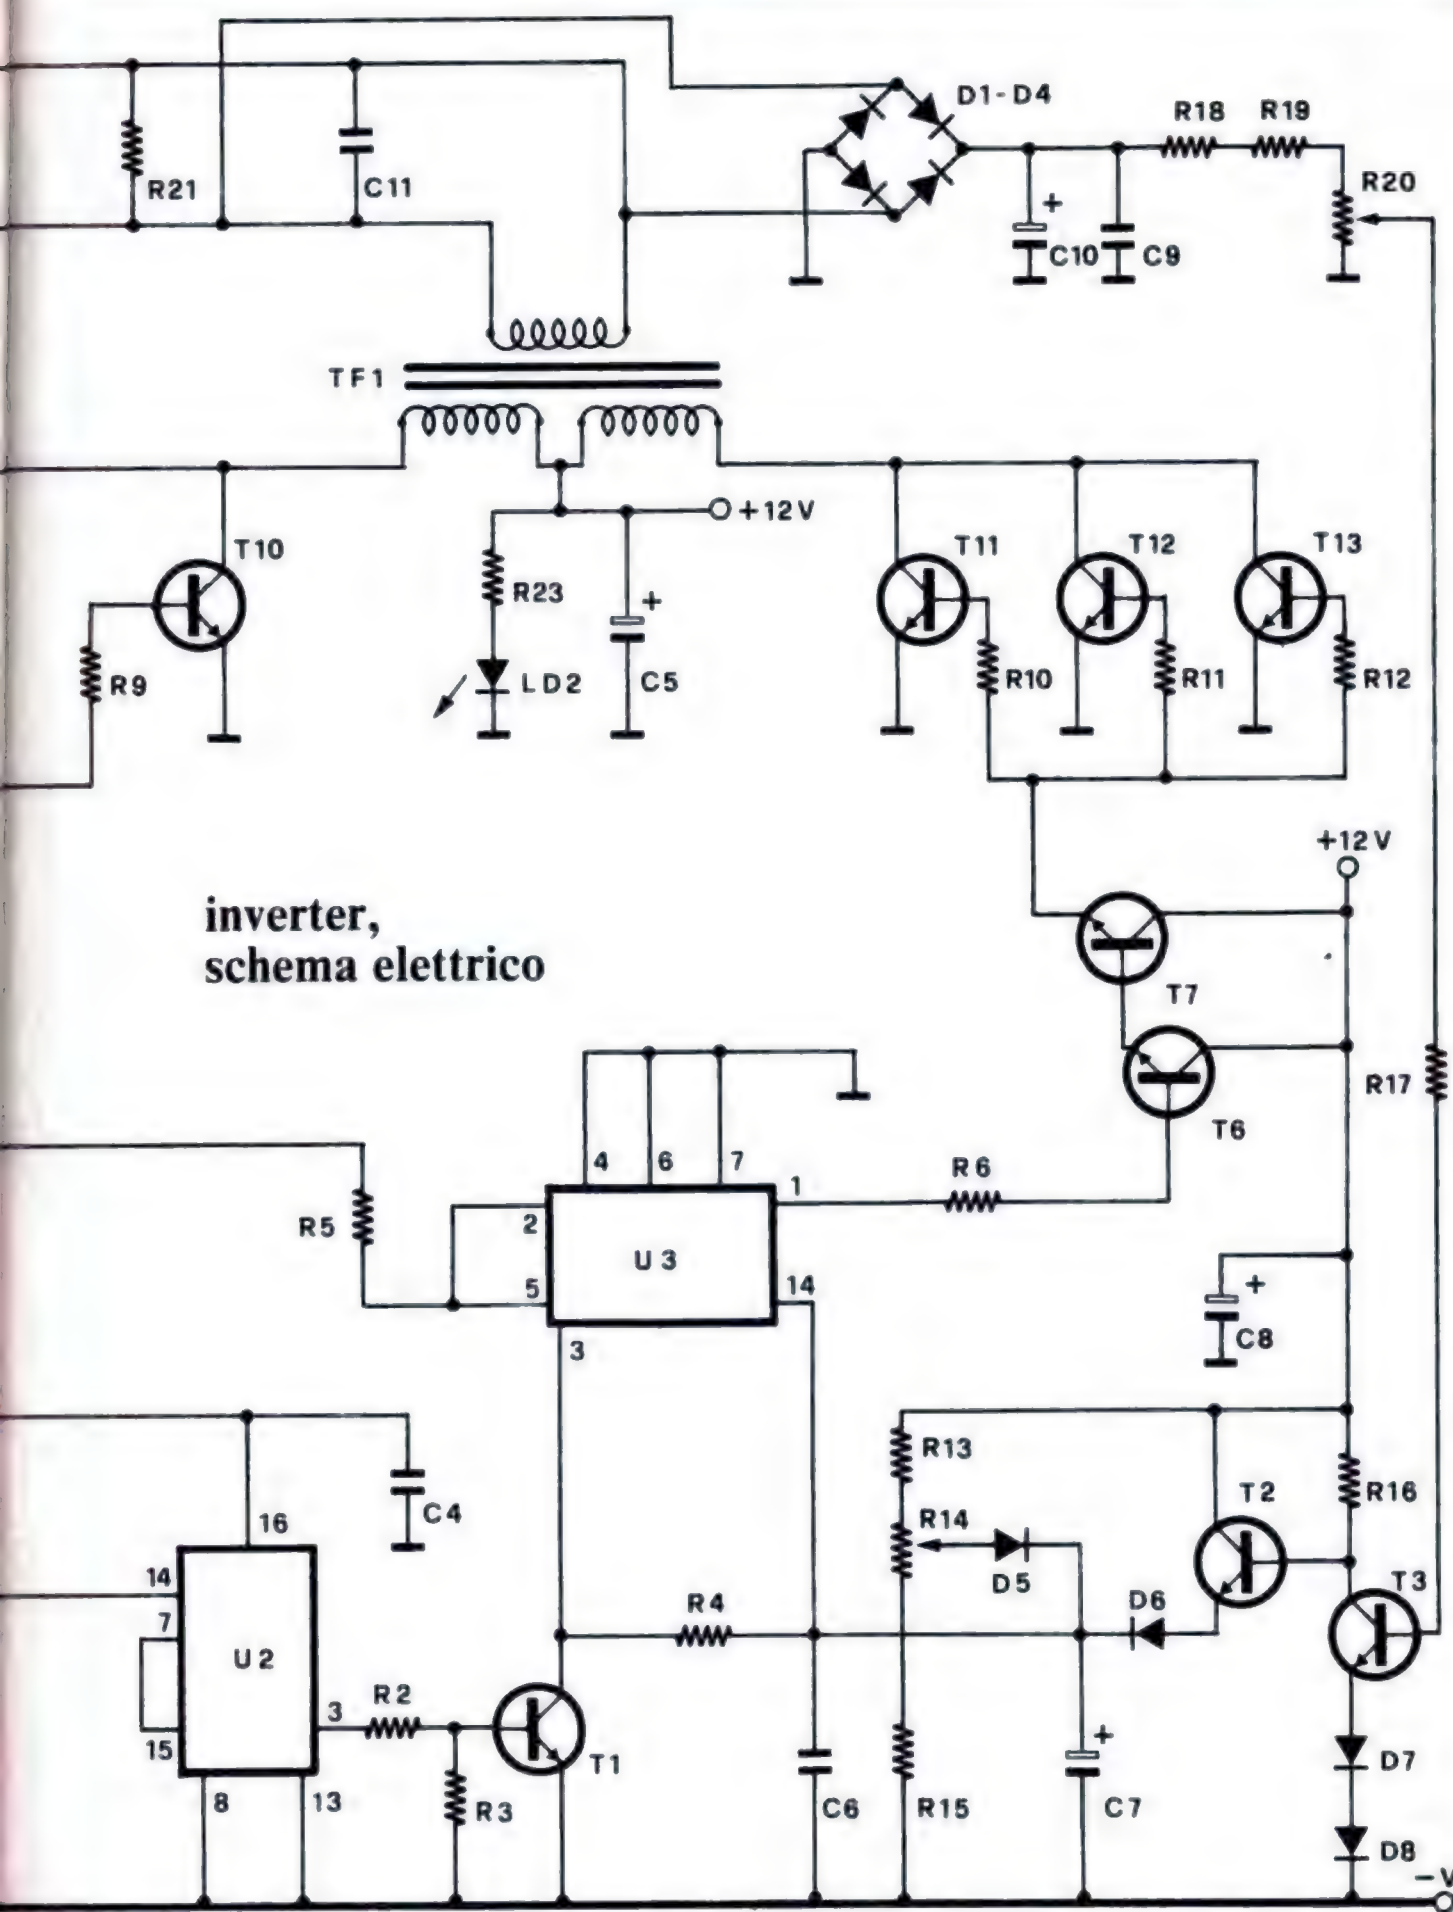 D1-D4
R18 R19
R21
C11
R20
+
C10
C9
TF1
+12V
T10
T11
T12
T13
R23
+
R9
LD2
C5
R10
R11
R12
+12V
inverter,
schema elettrico
T7
R17
T6
4 6 7
R6
1
2
R5
U3
5
14
+
3
C8
R13
R14
T2
R16
C4
16
14
D5
T3
7
R4
D6
U2
R2
3
15
+
T1
D7
8
13
R3
C6
R15
C7
D8
-V